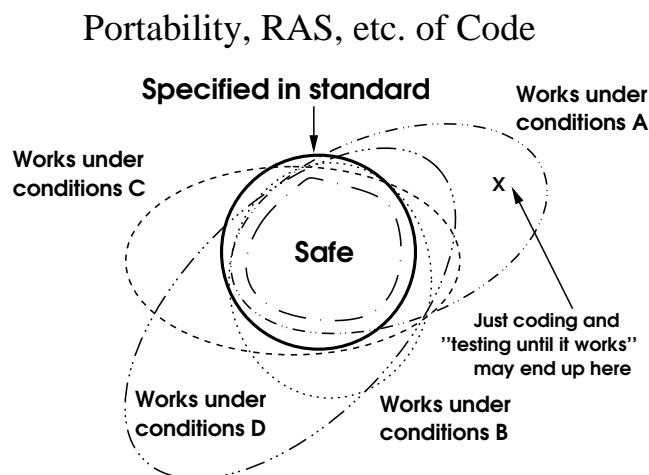 Portability, RAS, etc. of Code
Specified in standard
Works under
conditions A
Works under
conditions C
x
Safe
Just coding and
"testing until it works"
may end up here
Works under
conditions D
Works under
conditions B